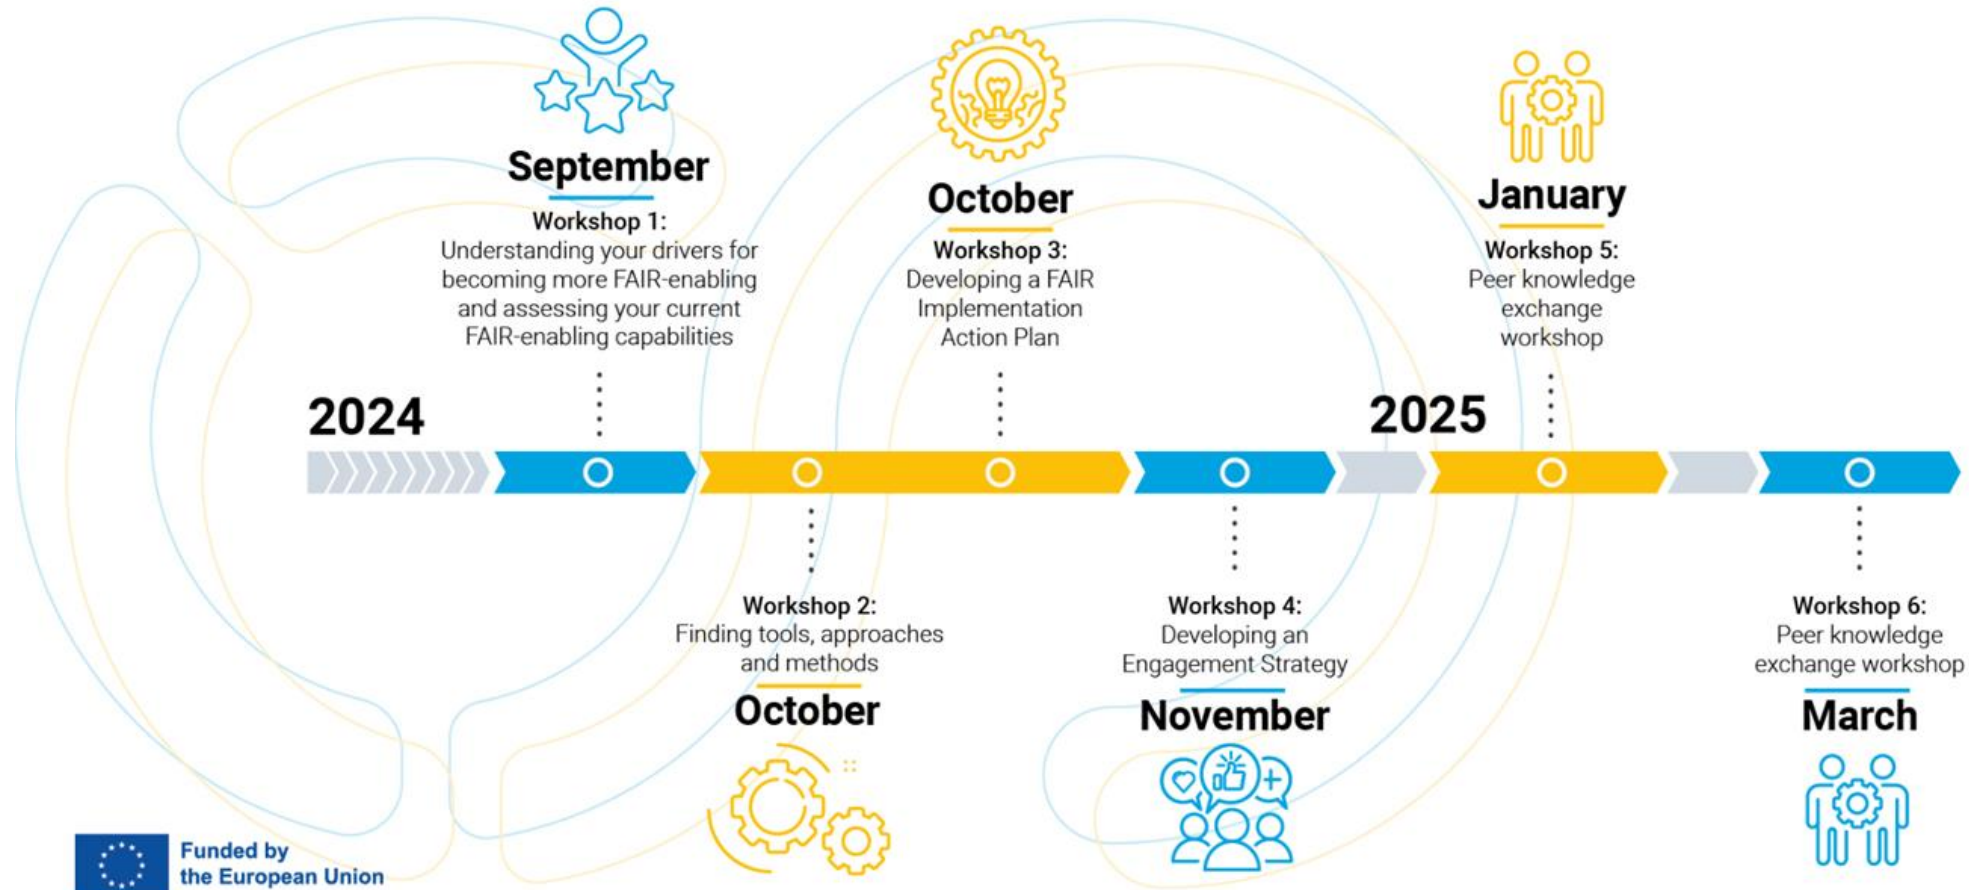 September
Workshop 1:
Understanding your drivers for
becoming more FAIR-enabling
and assessing your current
FAIR-enabling capabilities
October
Workshop 3:
Developing a FAIR
Implementation
Action Plan
January
Workshop 5:
Peer knowledge
exchange
workshop
2024
2025
Workshop 2:
Finding tools, approaches
and methods
October
Workshop 4:
Developing an
Engagement Strategy
November
Workshop 6:
Peer knowledge
exchange workshop
March
Funded by
the European Union